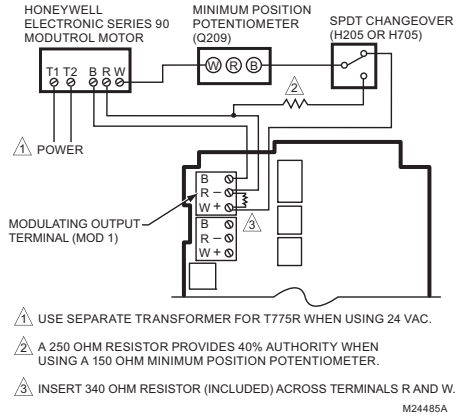 HONEYWELL
ELECTRONIC SERIES 90
MODUTROL MOTOR
MINIMUM POSITION
POTENTIOMETER
(Q209)
SPDT CHANGEOVER
(H205 OR H705)
T1 T2 B R W
W R B
2
1 POWER
B
R –
W +
MODULATING OUTPUT
TERMINAL (MOD 1)
3
B
R –
W +
1 USE SEPARATE TRANSFORMER FOR T775R WHEN USING 24 VAC.
2 A 250 OHM RESISTOR PROVIDES 40% AUTHORITY WHEN
USING A 150 OHM MINIMUM POSITION POTENTIOMETER.
3 INSERT 340 OHM RESISTOR (INCLUDED) ACROSS TERMINALS R AND W.
M24485A